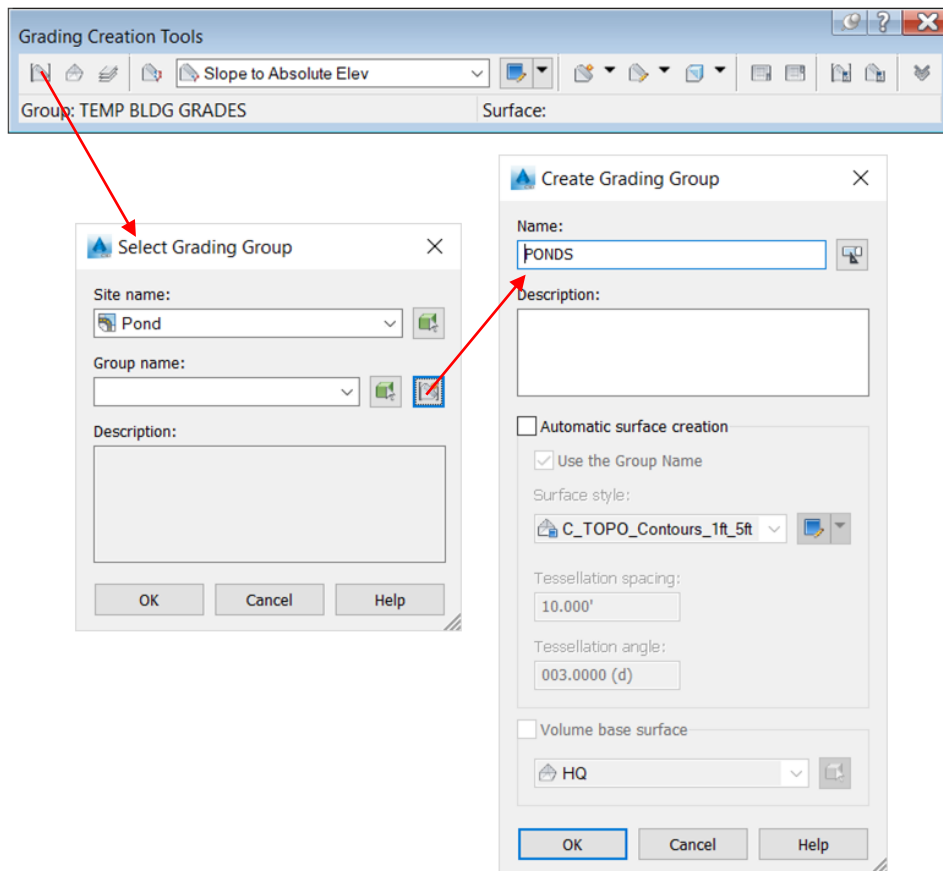 Grading Creation Tools
Slope to Absolute Elev
Group: TEMP BLDG GRADES Surface:
Select Grading Group
Site name:
Pond
Group name:
Description:
OK Cancel Help
Create Grading Group
Name:
PONDS
Description:
Automatic surface creation
Use the Group Name
Surface style:
C_TOPO_Contours_1ft_5ft
Tessellation spacing:
10.000'
Tessellation angle:
003.0000 (d)
Volume base surface
HQ
OK Cancel Help